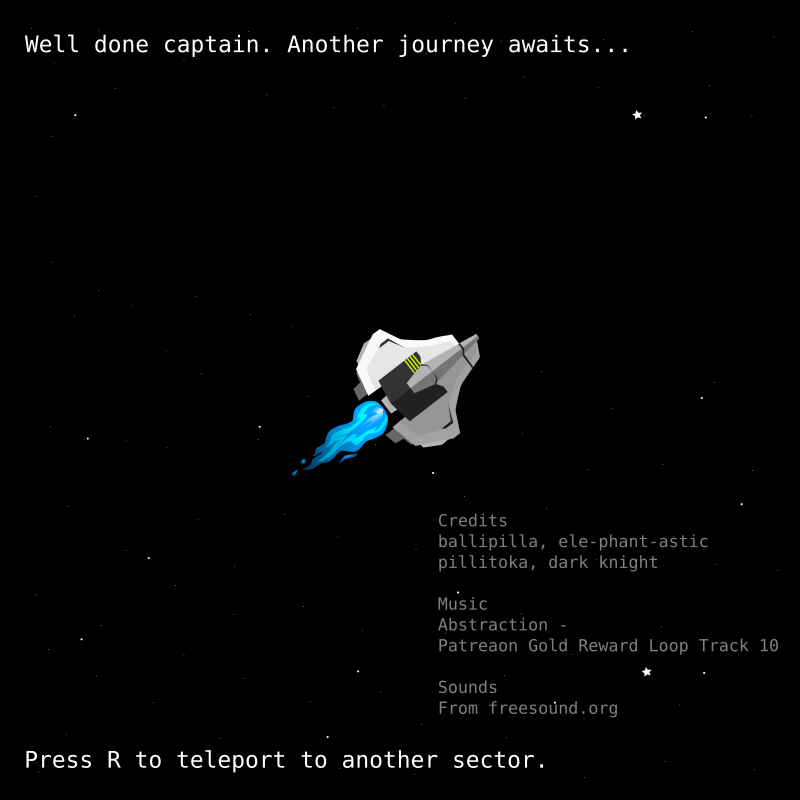 Well done captain. Another journey awaits...
Credits
ballipilla, ele-phant-astic
pillitoka, dark knight
Music
Abstraction -
Patreaon Gold Reward Loop Track 10
Sounds
From freesound.org
Press R to teleport to another sector.